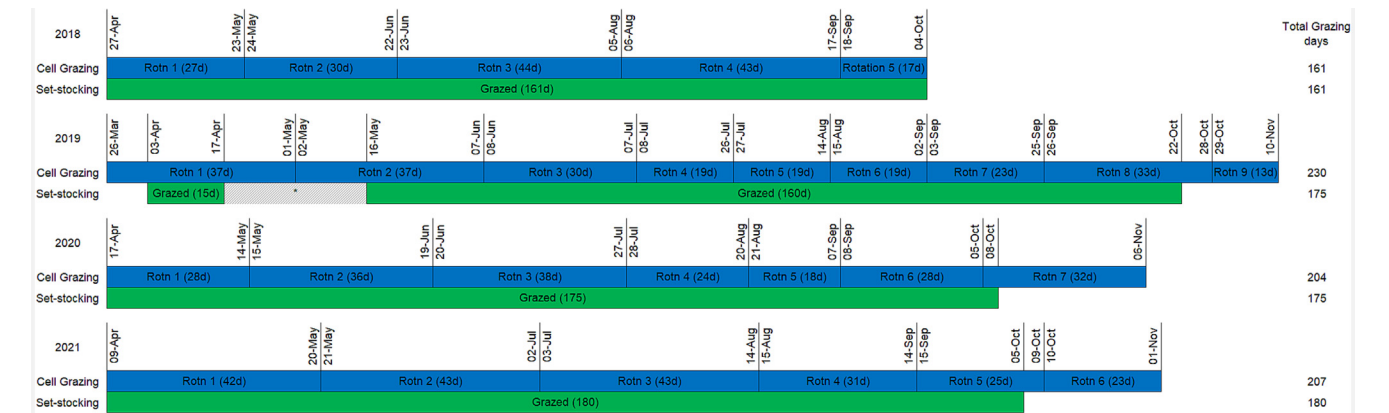 Total Grazing
days
2018
27-Apr 23-May 24-May 22-Jun 23-Jun 05-Aug 06-Aug 17-Sep 18-Sep 04-Oct
Cell Grazing Rotn 1 (27d) Rotn 2 (30d) Rotn 3 (44d) Rotn 4 (43d) Rotation 5 (17d) 161
Set-stocking Grazed (161d) 161
2019
26-Mar 03-Apr 17-Apr 01-May 02-May 16-May 07-Jun 08-Jun 07-Jul 08-Jul 26-Jul 27-Jul 14-Aug 15-Aug 02-Sep 03-Sep 25-Sep 26-Sep 22-Oct 28-Oct 29-Oct 10-Nov
Cell Grazing Rotn 1 (37d) Rotn 2 (37d) Rotn 3 (30d) Rotn 4 (19d) Rotn 5 (19d) Rotn 6 (19d) Rotn 7 (23d) Rotn 8 (33d) Rotn 9 (13d) 230
Set-stocking Grazed (15d) * Grazed (160d) 175
2020
17-Apr 14-May 15-May 19-Jun 20-Jun 27-Jul 28-Jul 20-Aug 21-Aug 07-Sep 08-Sep 05-Oct 08-Oct 06-Nov
Cell Grazing Rotn 1 (28d) Rotn 2 (36d) Rotn 3 (38d) Rotn 4 (24d) Rotn 5 (18d) Rotn 6 (28d) Rotn 7 (32d) 204
Set-stocking Grazed (175) 175
2021
09-Apr 20-May 21-May 02-Jul 03-Jul 14-Aug 15-Aug 14-Sep 15-Sep 05-Oct 09-Oct 10-Oct 01-Nov
Cell Grazing Rotn 1 (42d) Rotn 2 (43d) Rotn 3 (43d) Rotn 4 (31d) Rotn 5 (25d) Rotn 6 (23d) 207
Set-stocking Grazed (180) 180